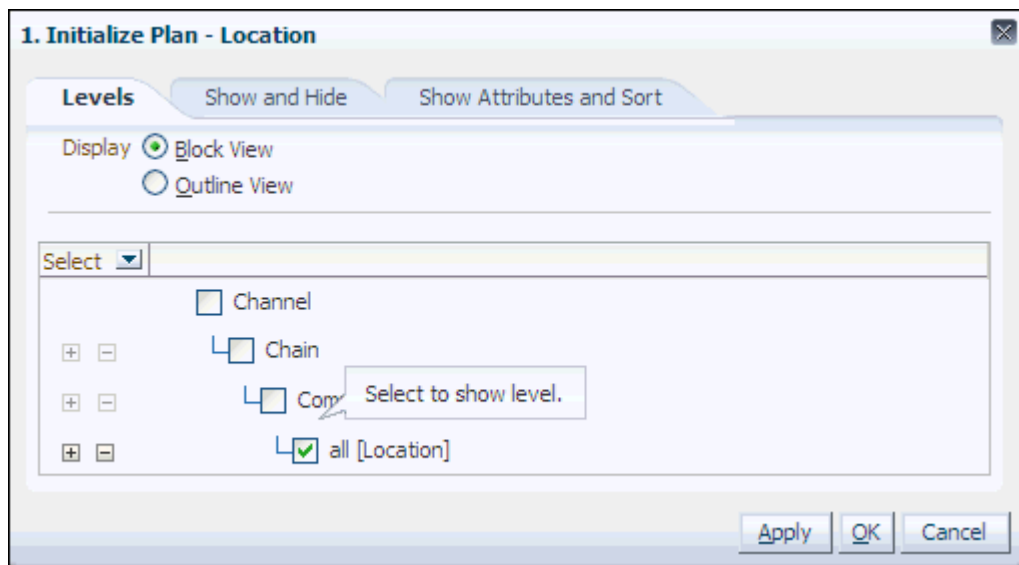 1. Initialize Plan - Location
Levels Show and Hide Show Attributes and Sort
Display Block View
Outline View
Select
Channel
Chain
Select to show level.
all [Location]
Apply OK Cancel